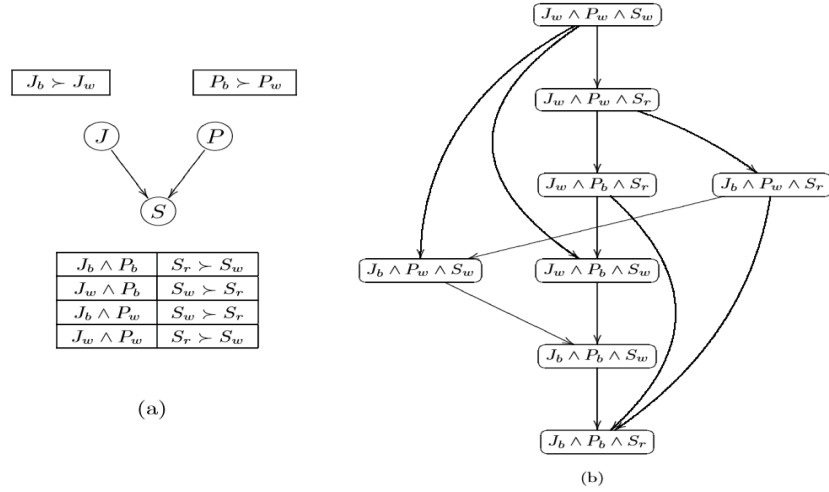 J_b ≻ J_w
P_b ≻ P_w
J
P
S
J_b ∧ P_b S_r ≻ S_w
J_w ∧ P_b S_w ≻ S_r
J_b ∧ P_w S_w ≻ S_r
J_w ∧ P_w S_r ≻ S_w
(a)
J_w ∧ P_w ∧ S_w
J_w ∧ P_w ∧ S_r
J_w ∧ P_b ∧ S_r
J_b ∧ P_w ∧ S_r
J_b ∧ P_w ∧ S_w
J_w ∧ P_b ∧ S_w
J_b ∧ P_b ∧ S_w
J_b ∧ P_b ∧ S_r
(b)